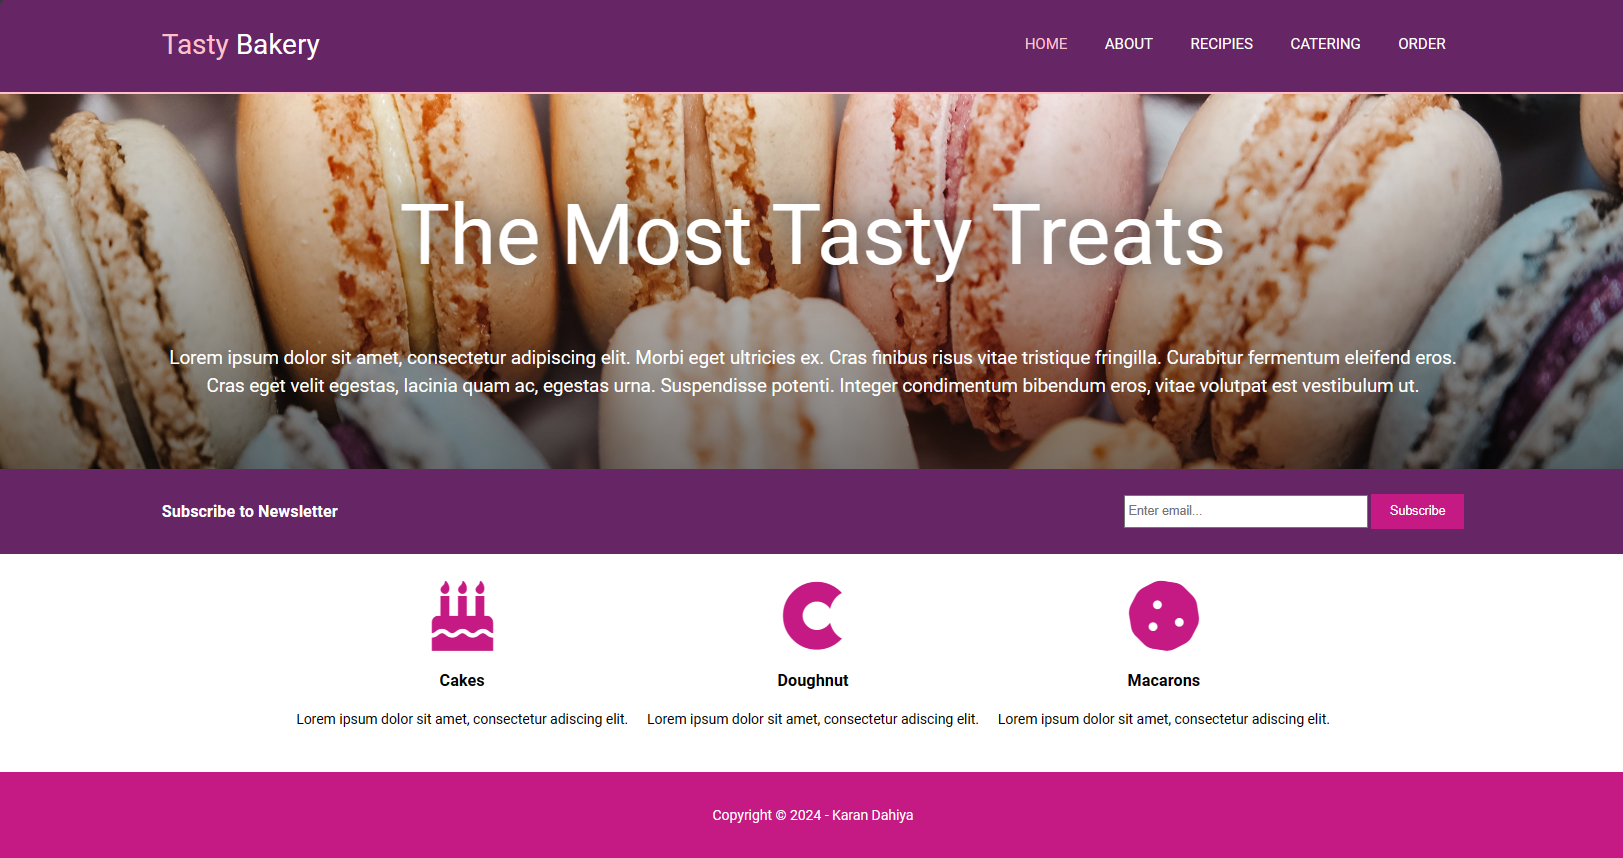 Tasty Bakery
HOME ABOUT RECIPIES CATERING ORDER
The Most Tasty Treats
Lorem ipsum dolor sit amet, consectetur adipiscing elit. Morbi eget ultricies ex. Cras finibus risus vitae tristique fringilla. Curabitur fermentum eleifend eros.
Cras eget velit egestas, lacinia quam ac, egestas urna. Suspendisse potenti. Integer condimentum bibendum eros, vitae volutpat est vestibulum ut.
Subscribe to Newsletter
Enter email...
Subscribe
Cakes
Lorem ipsum dolor sit amet, consectetur adiscing elit.
Doughnut
Lorem ipsum dolor sit amet, consectetur adiscing elit.
Macarons
Lorem ipsum dolor sit amet, consectetur adiscing elit.
Copyright © 2024 - Karan Dahiya